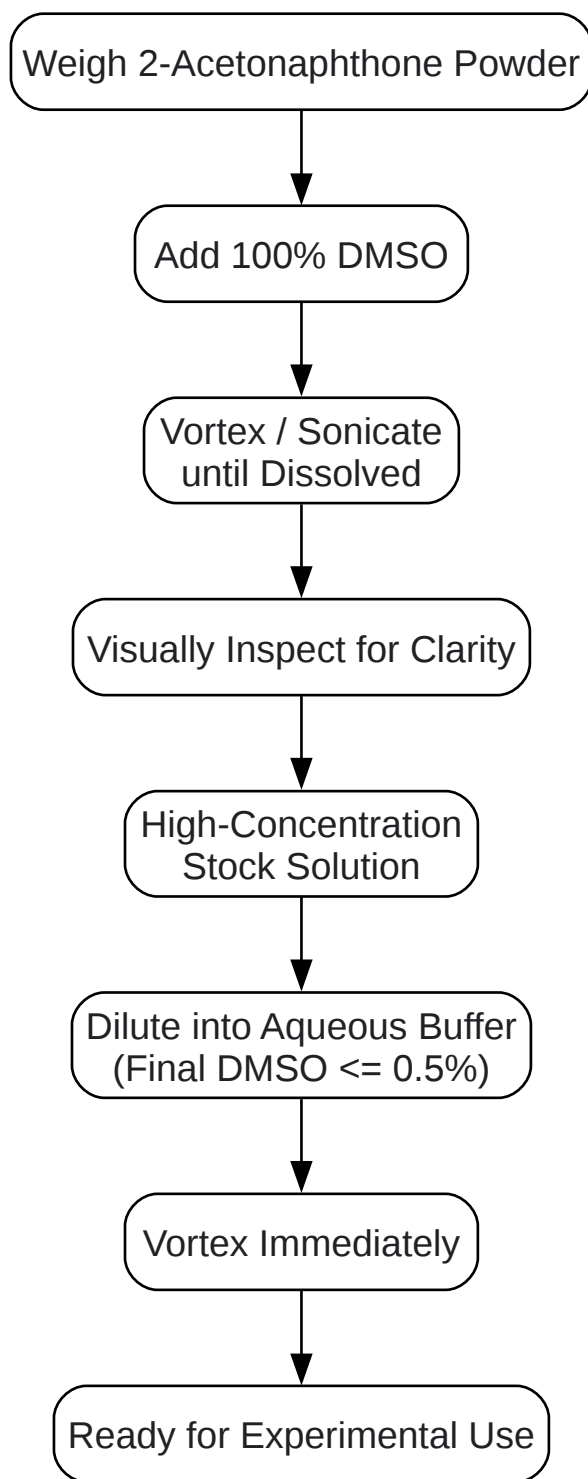 Weigh 2-Acetonaphthone Powder
Add 100% DMSO
Vortex / Sonicate
until Dissolved
Visually Inspect for Clarity
High-Concentration
Stock Solution
Dilute into Aqueous Buffer
(Final DMSO <= 0.5%)
Vortex Immediately
Ready for Experimental Use